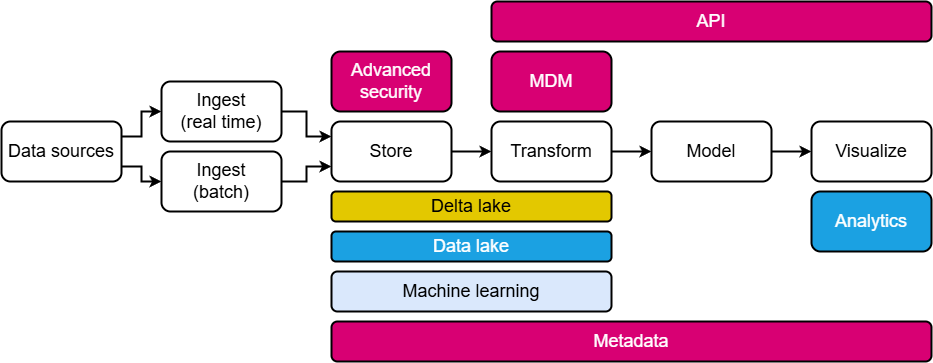 API
Advanced
security
MDM
Ingest
(real time)
Data sources
Store
Transform
Model
Visualize
Ingest
(batch)
Delta lake
Analytics
Data lake
Machine learning
Metadata